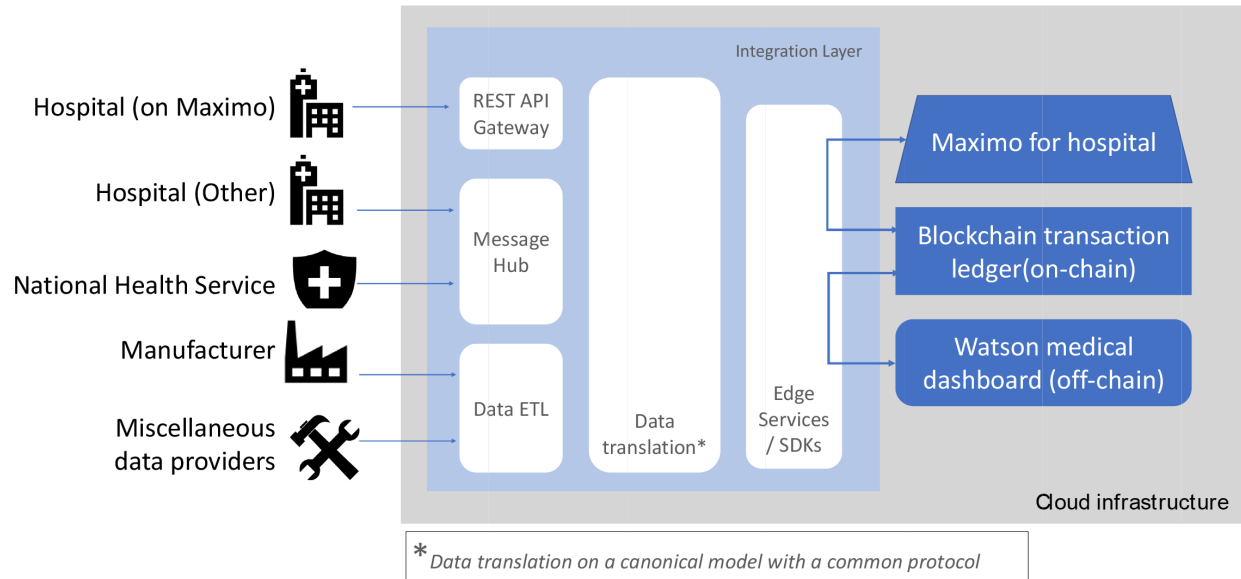 Integration Layer
Hospital (on Maximo)
REST API
Gateway
Maximo for hospital
Hospital (Other)
Message
Hub
Blockchain transaction
ledger(on-chain)
National Health Service
Manufacturer
Watson medical
dashboard (off-chain)
Data ETL
Data
translation*
Edge
Services
/ SDKs
Miscellaneous
data providers
Cloud infrastructure
*Data translation on a canonical model with a common protocol